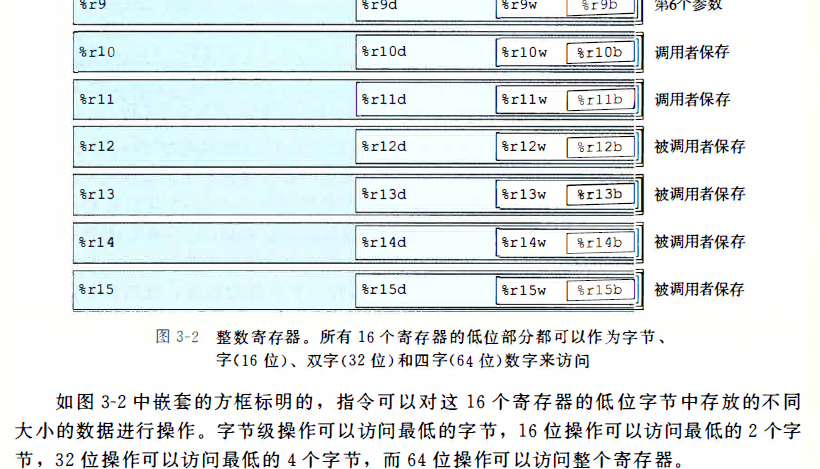 %r9 %r9d %r9w %r9b 第6个参数
%r10 %r10d %r10w %r10b 调用者保存
%r11 %r11d %r11w %r11b 调用者保存
%r12 %r12d %r12w %r12b 被调用者保存
%r13 %r13d %r13w %r13b 被调用者保存
%r14 %r14d %r14w %r14b 被调用者保存
%r15 %r15d %r15w %r15b 被调用者保存
图 3-2 整数寄存器。所有 16 个寄存器的低位部分都可以作为字节、
字(16 位)、双字(32 位)和四字(64 位)数字来访问
如图 3-2 中嵌套的方框标明的，指令可以对这 16 个寄存器的低位字节中存放的不同
大小的数据进行操作。字节级操作可以访问最低的字节，16 位操作可以访问最低的 2 个字
节，32 位操作可以访问最低的 4 个字节，而 64 位操作可以访问整个寄存器。